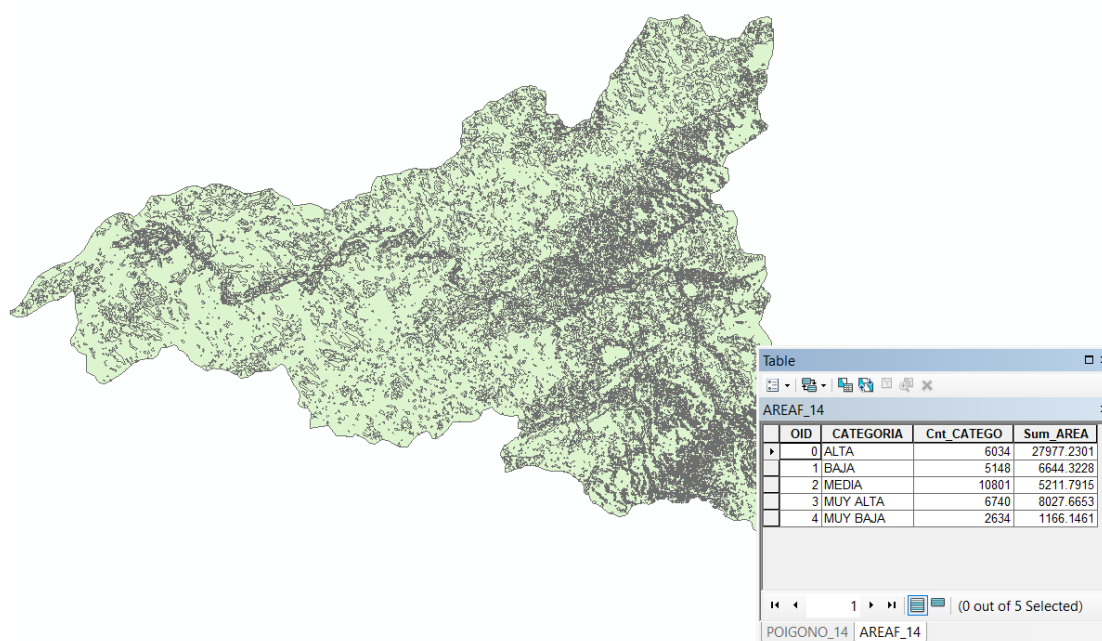 Table
AREAF_14
OID CATEGORIA Cnt_CATEGO Sum_AREA
0 ALTA 6034 27977.2301
1 BAJA 5148 6644.3228
2 MEDIA 10801 5211.7915
3 MUY ALTA 6740 8027.6653
4 MUY BAJA 2634 1166.1461
1 (0 out of 5 Selected)
POIGONO_14 AREAF_14